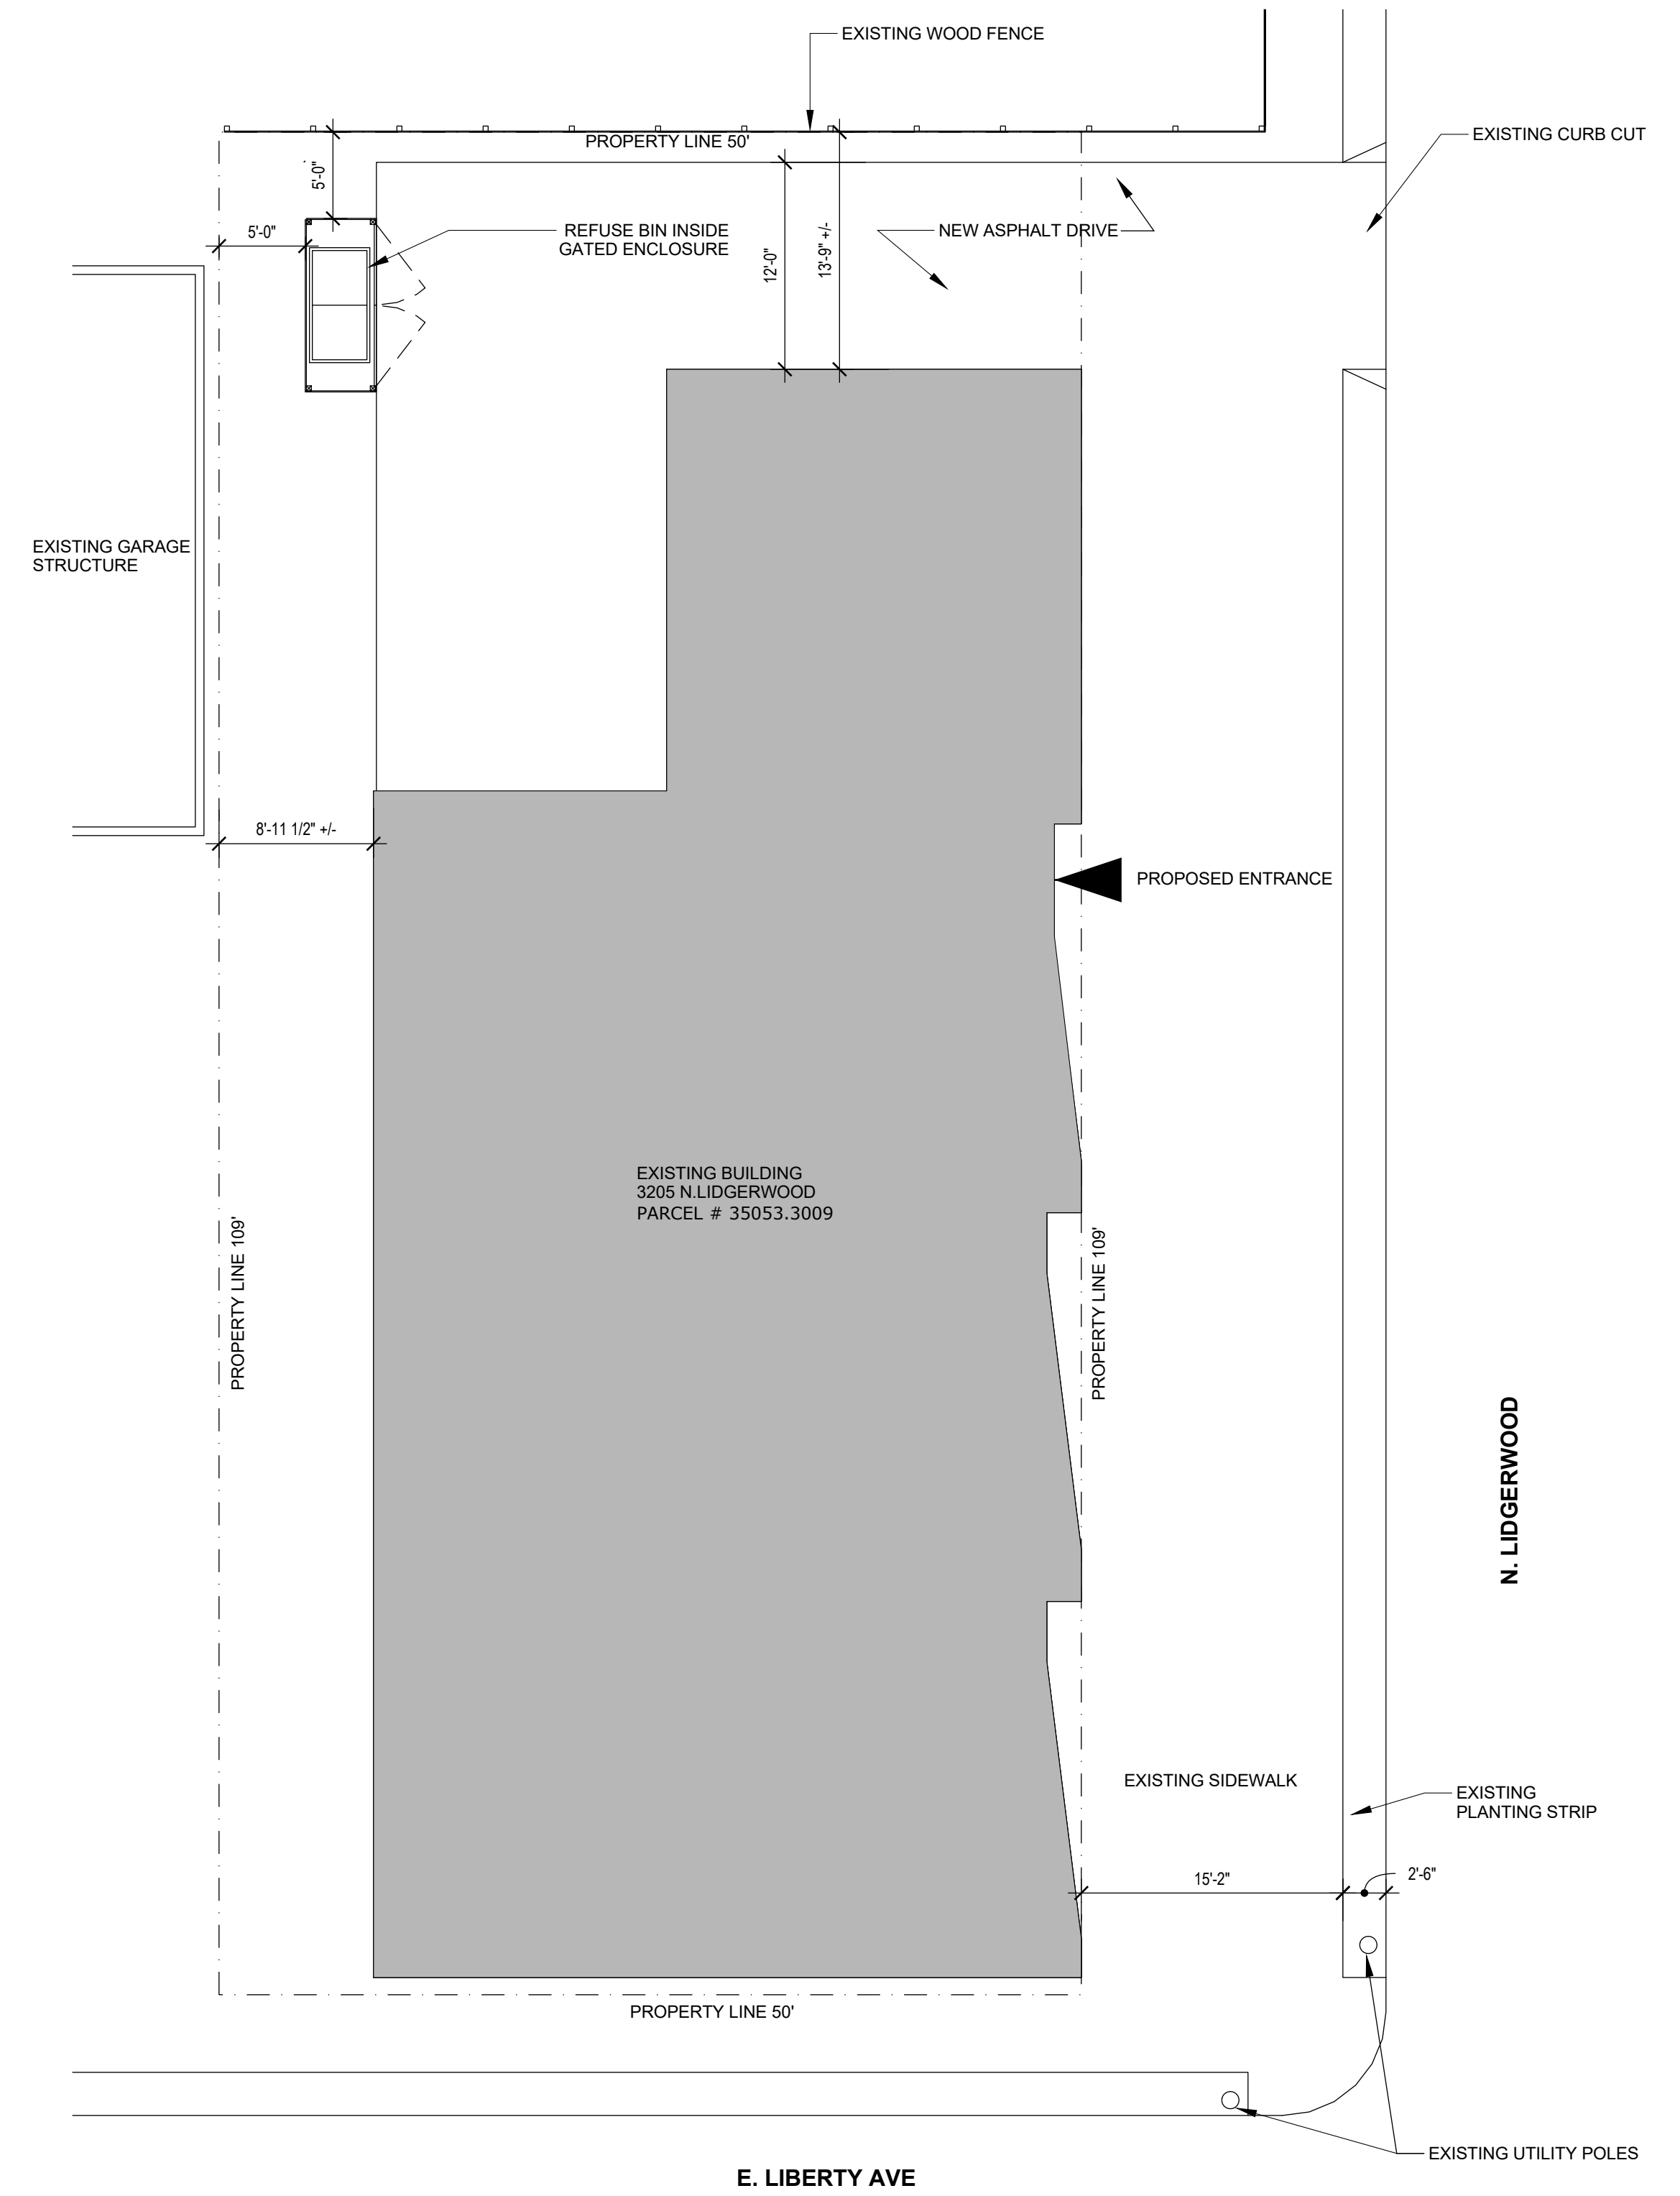 EXISTING WOOD FENCE
EXISTING CURB CUT
PROPERTY LINE 50'
5'-0"
5'-0"
REFUSE BIN INSIDE
GATED ENCLOSURE
12'-0"
13'-9" +/-
NEW ASPHALT DRIVE
EXISTING GARAGE
STRUCTURE
8'-11 1/2" +/-
PROPOSED ENTRANCE
EXISTING BUILDING
3205 N.LIDGERWOOD
PARCEL # 35053.3009
PROPERTY LINE 109'
PROPERTY LINE 109'
N. LIDGERWOOD
EXISTING SIDEWALK
EXISTING
PLANTING STRIP
15'-2"
2'-6"
PROPERTY LINE 50'
EXISTING UTILITY POLES
E. LIBERTY AVE